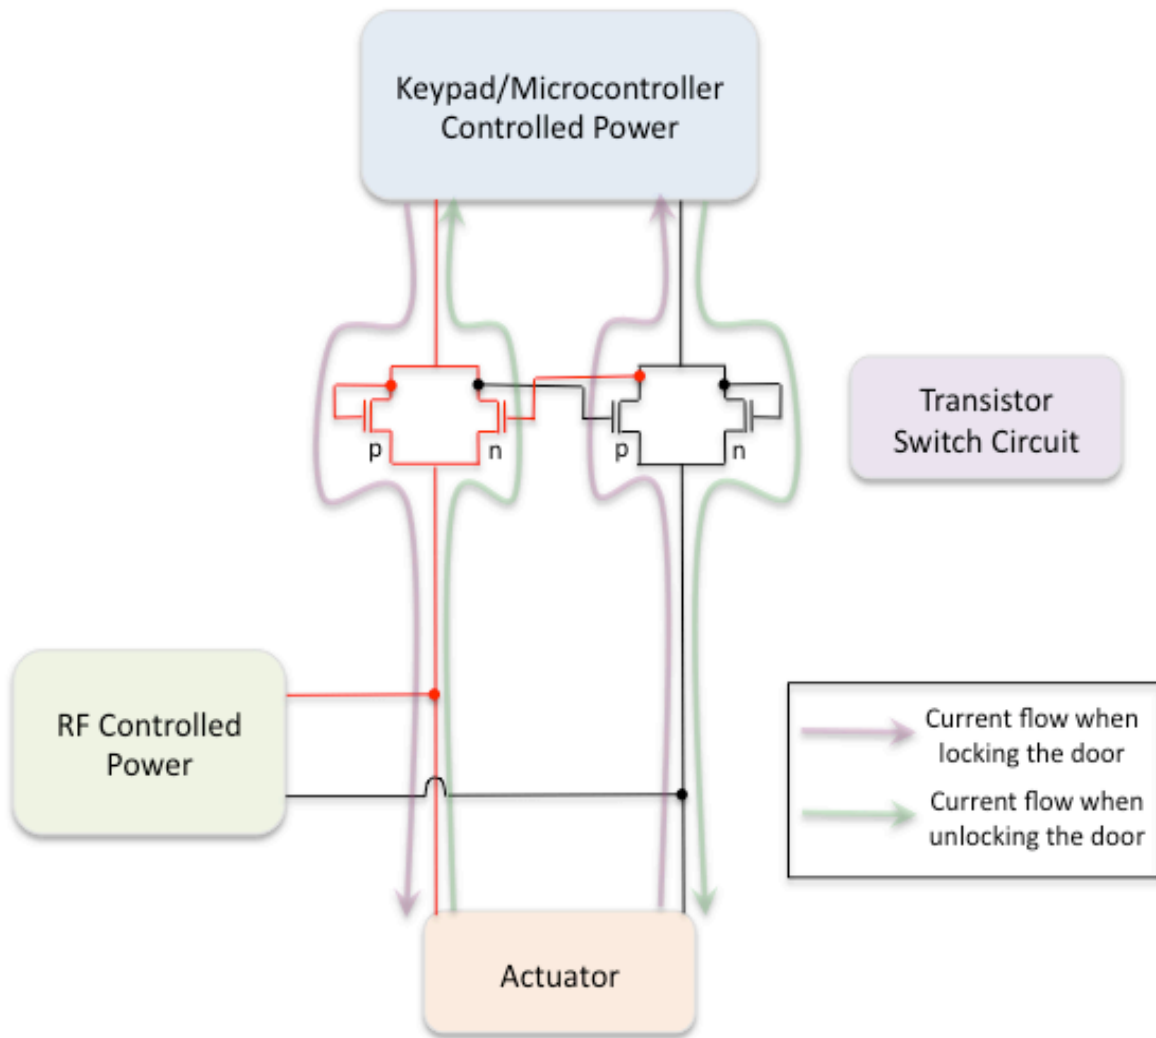 Keypad/Microcontroller
Controlled Power
p
n
p
n
Transistor
Switch Circuit
RF Controlled
Power
Current flow when
locking the door
Current flow when
unlocking the door
Actuator